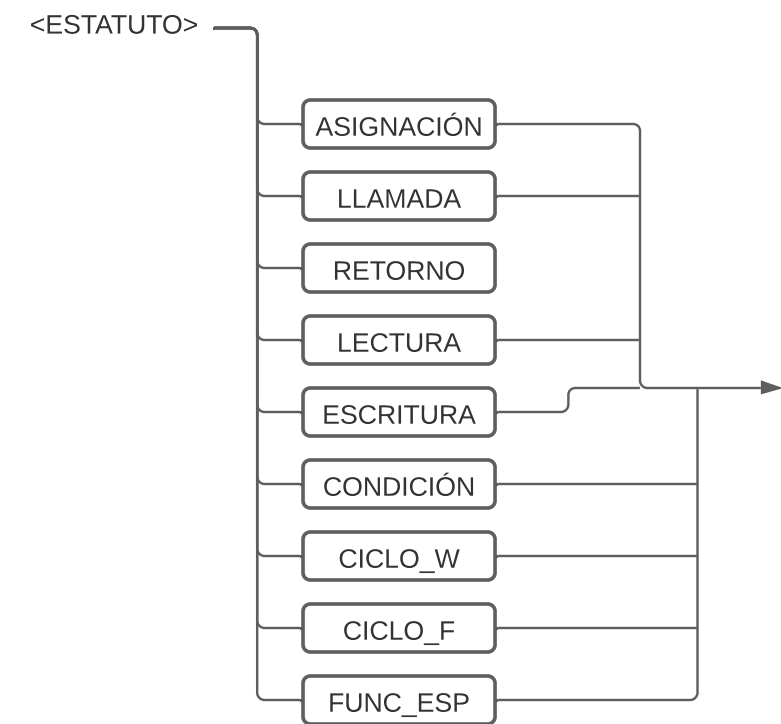 <ESTATUTO>
ASIGNACIÓN
LLAMADA
RETORNO
LECTURA
ESCRITURA
CONDICIÓN
CICLO_W
CICLO_F
FUNC_ESP